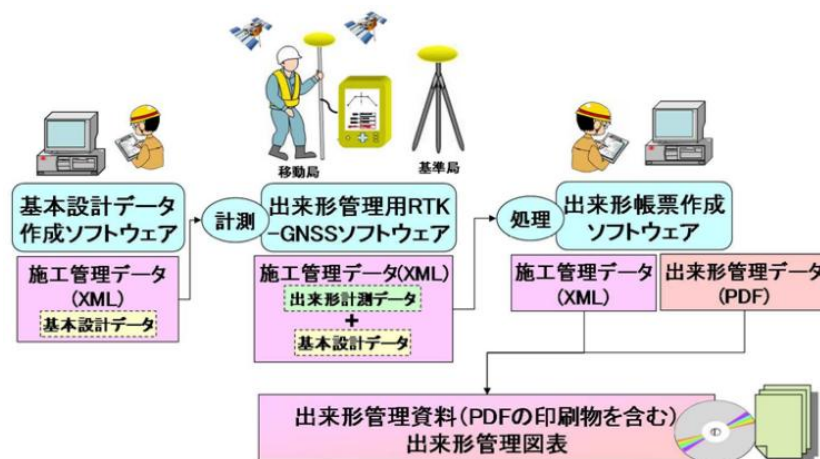 移動局
基準局
基本設計データ
作成ソフトウェア
計測
出来形管理用RTK
-GNSSソフトウェア
処理
出来形帳票作成
ソフトウェア
施工管理データ
(XML)
基本設計データ
施工管理データ(XML)
出来形計測データ
+
基本設計データ
施工管理データ
(XML)
出来形管理データ
(PDF)
出来形管理資料(PDFの印刷物を含む)
出来形管理図表